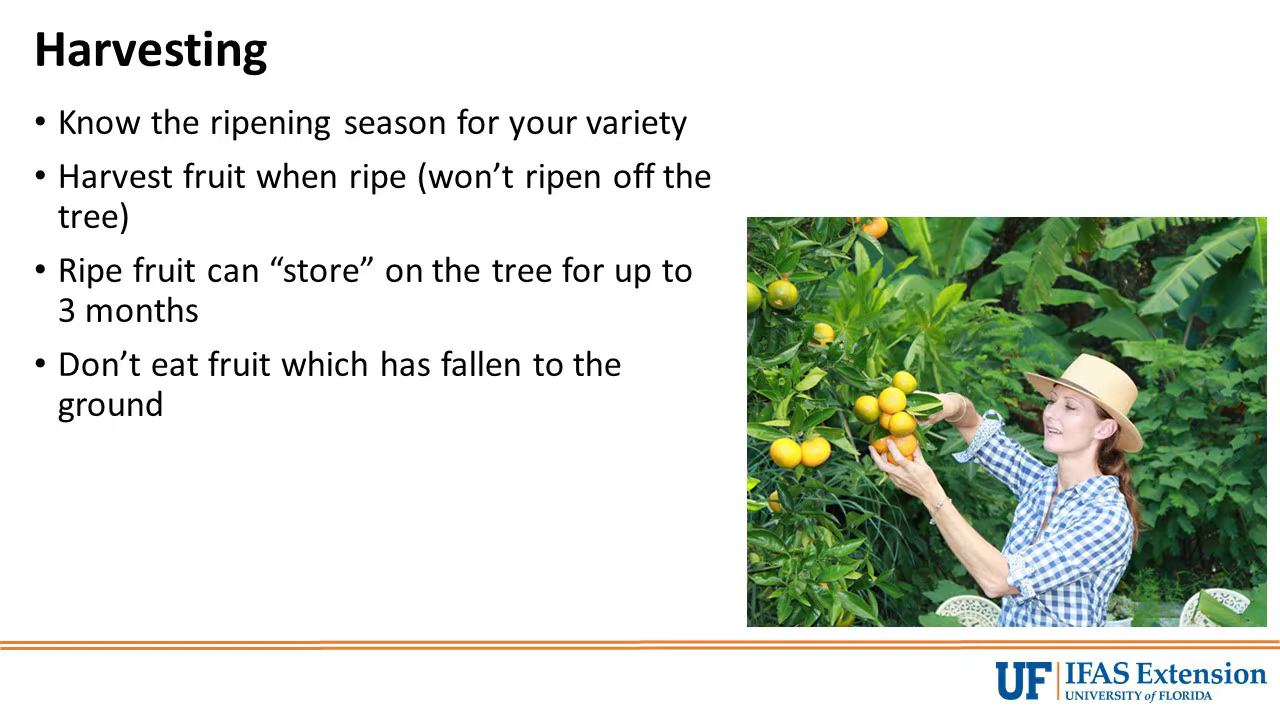 Harvesting
• Know the ripening season for your variety
• Harvest fruit when ripe (won’t ripen off the
tree)
• Ripe fruit can “store” on the tree for up to
3 months
• Don’t eat fruit which has fallen to the
ground
UF IFAS Extension
UNIVERSITY of FLORIDA